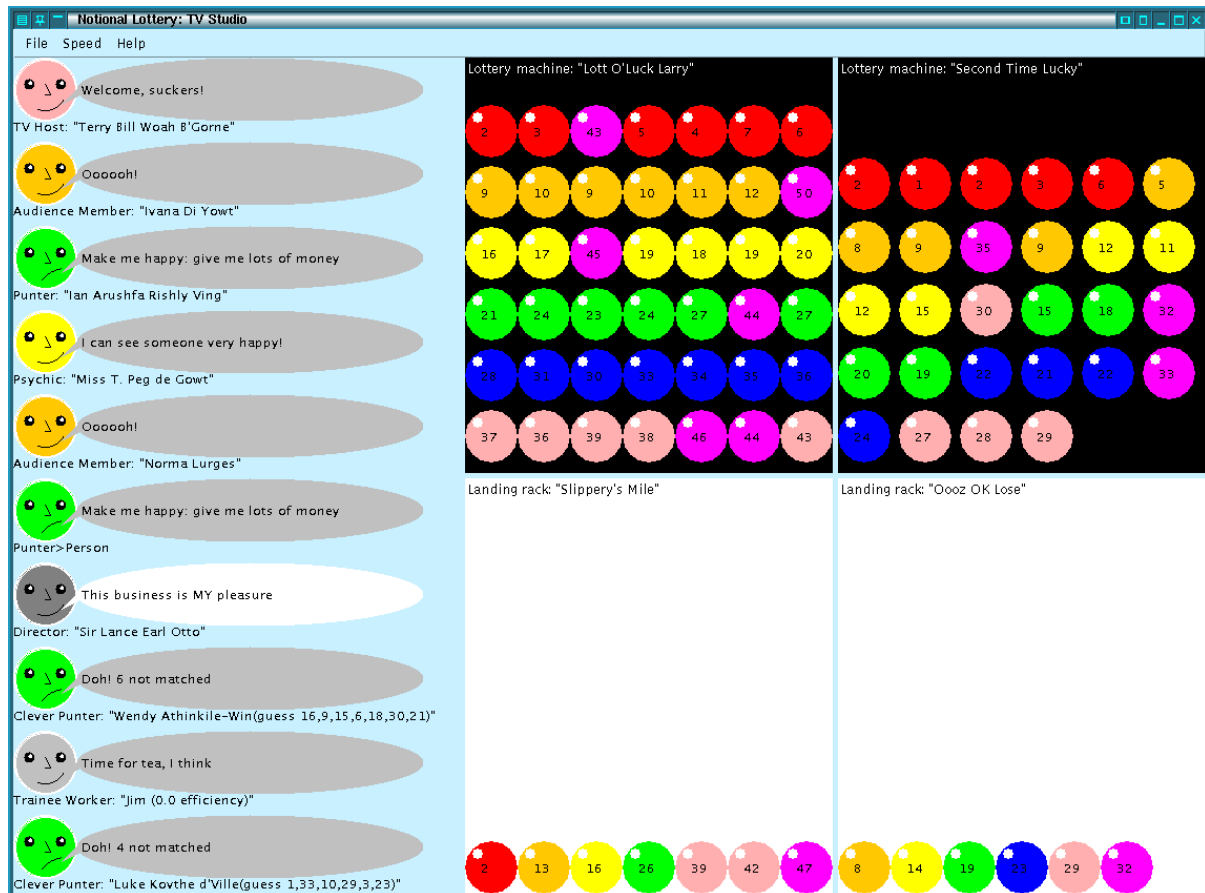 Notional Lottery: TV Studio
File Speed Help
Welcome, suckers!
TV Host: "Terry Bill Woah B'Gorne"
Oooooh!
Audience Member: "Ivana Di Yowt"
Make me happy: give me lots of money
Punter: "Ian Arushfa Rishly Ving"
I can see someone very happy!
Psychic: "Miss T. Peg de Gowt"
Oooooh!
Audience Member: "Norma Lurges"
Make me happy: give me lots of money
Punter>Person
This business is MY pleasure
Director: "Sir Lance Earl Otto"
Doh! 6 not matched
Clever Punter: "Wendy Athinkile-Win(guess 16,9,15,6,18,30,21)"
Time for tea, I think
Trainee Worker: "Jim (0.0 efficiency)"
Doh! 4 not matched
Clever Punter: "Luke Kovthe d'Ville(guess 1,33,10,29,3,23)"
Lottery machine: "Lott O'Luck Larry"
2 3 43 5 4 7 6
9 10 9 10 11 12 50
16 17 45 19 18 19 20
21 24 23 24 27 44 27
28 31 30 33 34 35 36
37 36 39 38 46 44 43
Lottery machine: "Second Time Lucky"
2 1 2 3 6 5
8 9 35 9 12 11
12 15 30 15 18 32
20 19 22 21 22 33
24 27 28 29
Landing rack: "Slippery's Mile"
2 13 16 26 39 42 47
Landing rack: "Oooz OK Lose"
8 14 19 23 29 32